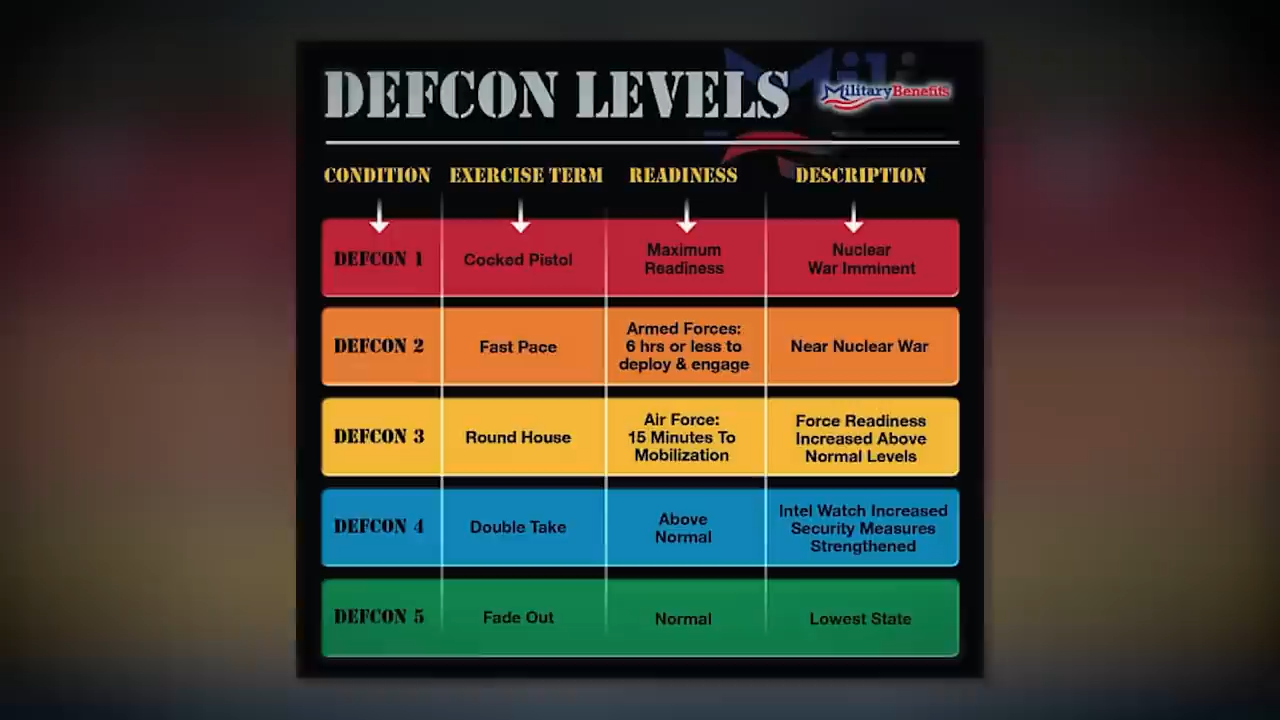 DEFCON LEVELS
MilitaryBenefits
CONDITION EXERCISE TERM READINESS DESCRIPTION
DEFCON 1
Cocked Pistol
Maximum
Readiness
Nuclear
War Imminent
DEFCON 2
Fast Pace
Armed Forces:
6 hrs or less to
deploy & engage
Near Nuclear War
DEFCON 3
Round House
Air Force:
15 Minutes To
Mobilization
Force Readiness
Increased Above
Normal Levels
DEFCON 4
Double Take
Above
Normal
Intel Watch Increased
Security Measures
Strengthened
DEFCON 5
Fade Out
Normal
Lowest State